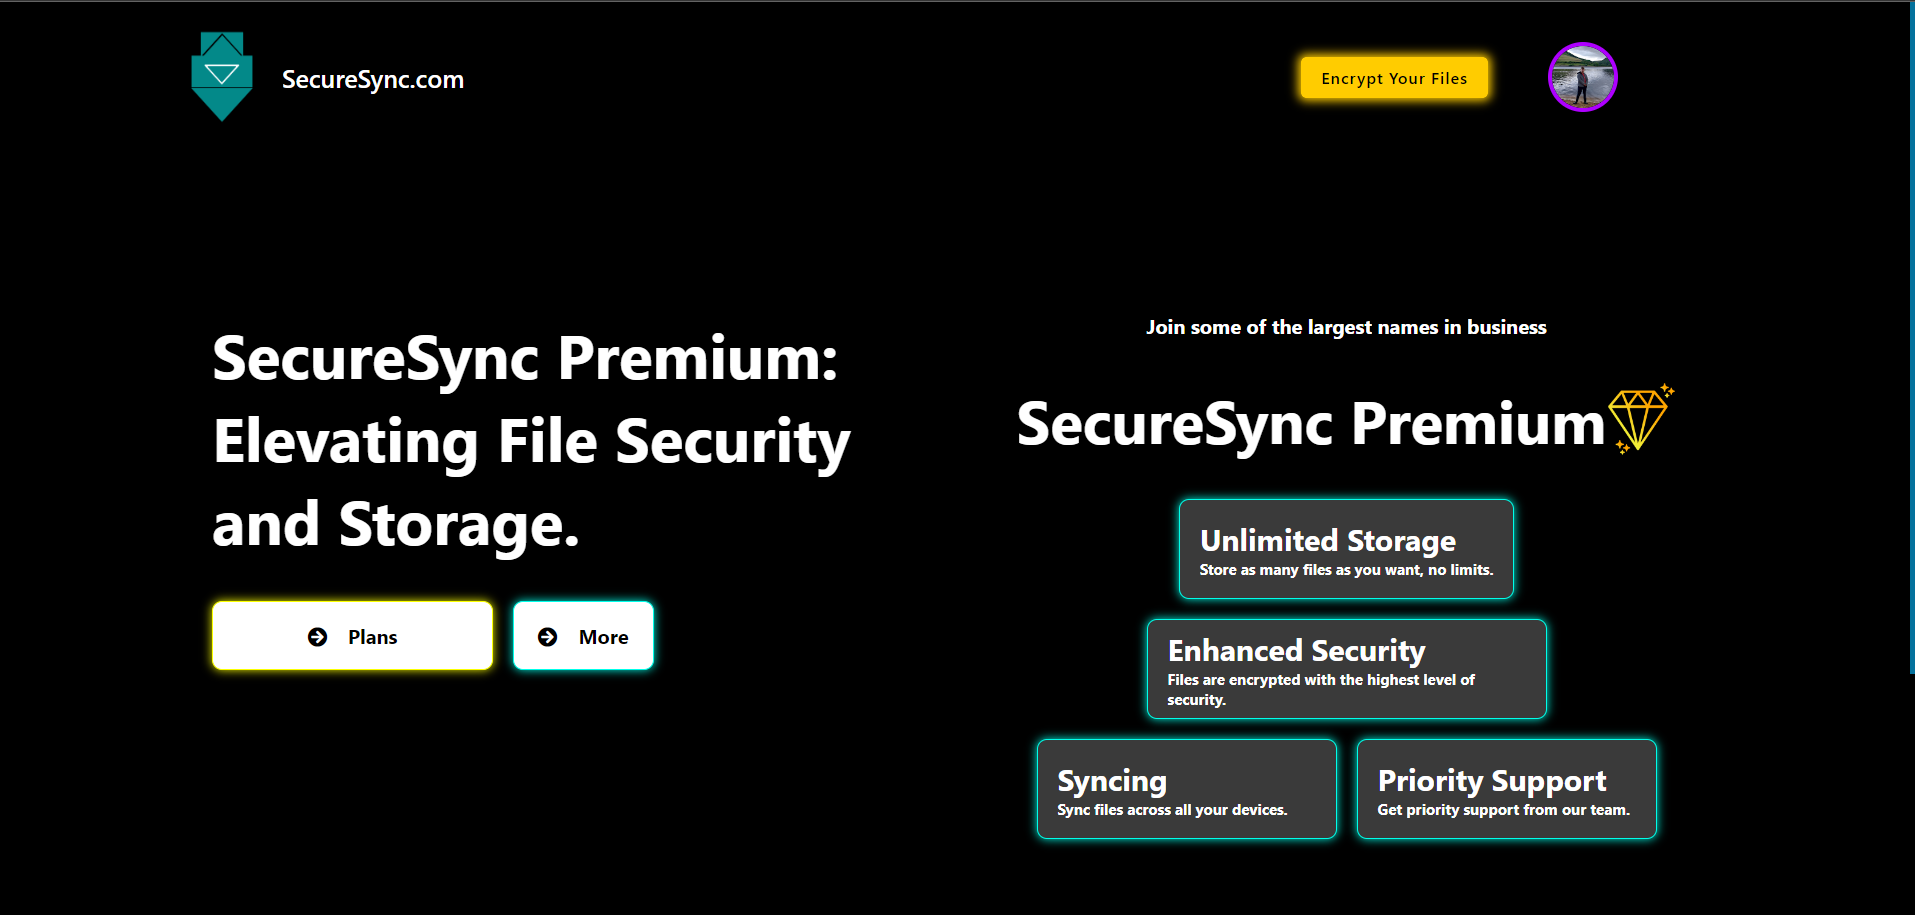 SecureSync.com
Encrypt Your Files
SecureSync Premium:
Elevating File Security
and Storage.
Plans
More
Join some of the largest names in business
SecureSync Premium
Unlimited Storage
Store as many files as you want, no limits.
Enhanced Security
Files are encrypted with the highest level of
security.
Syncing
Sync files across all your devices.
Priority Support
Get priority support from our team.